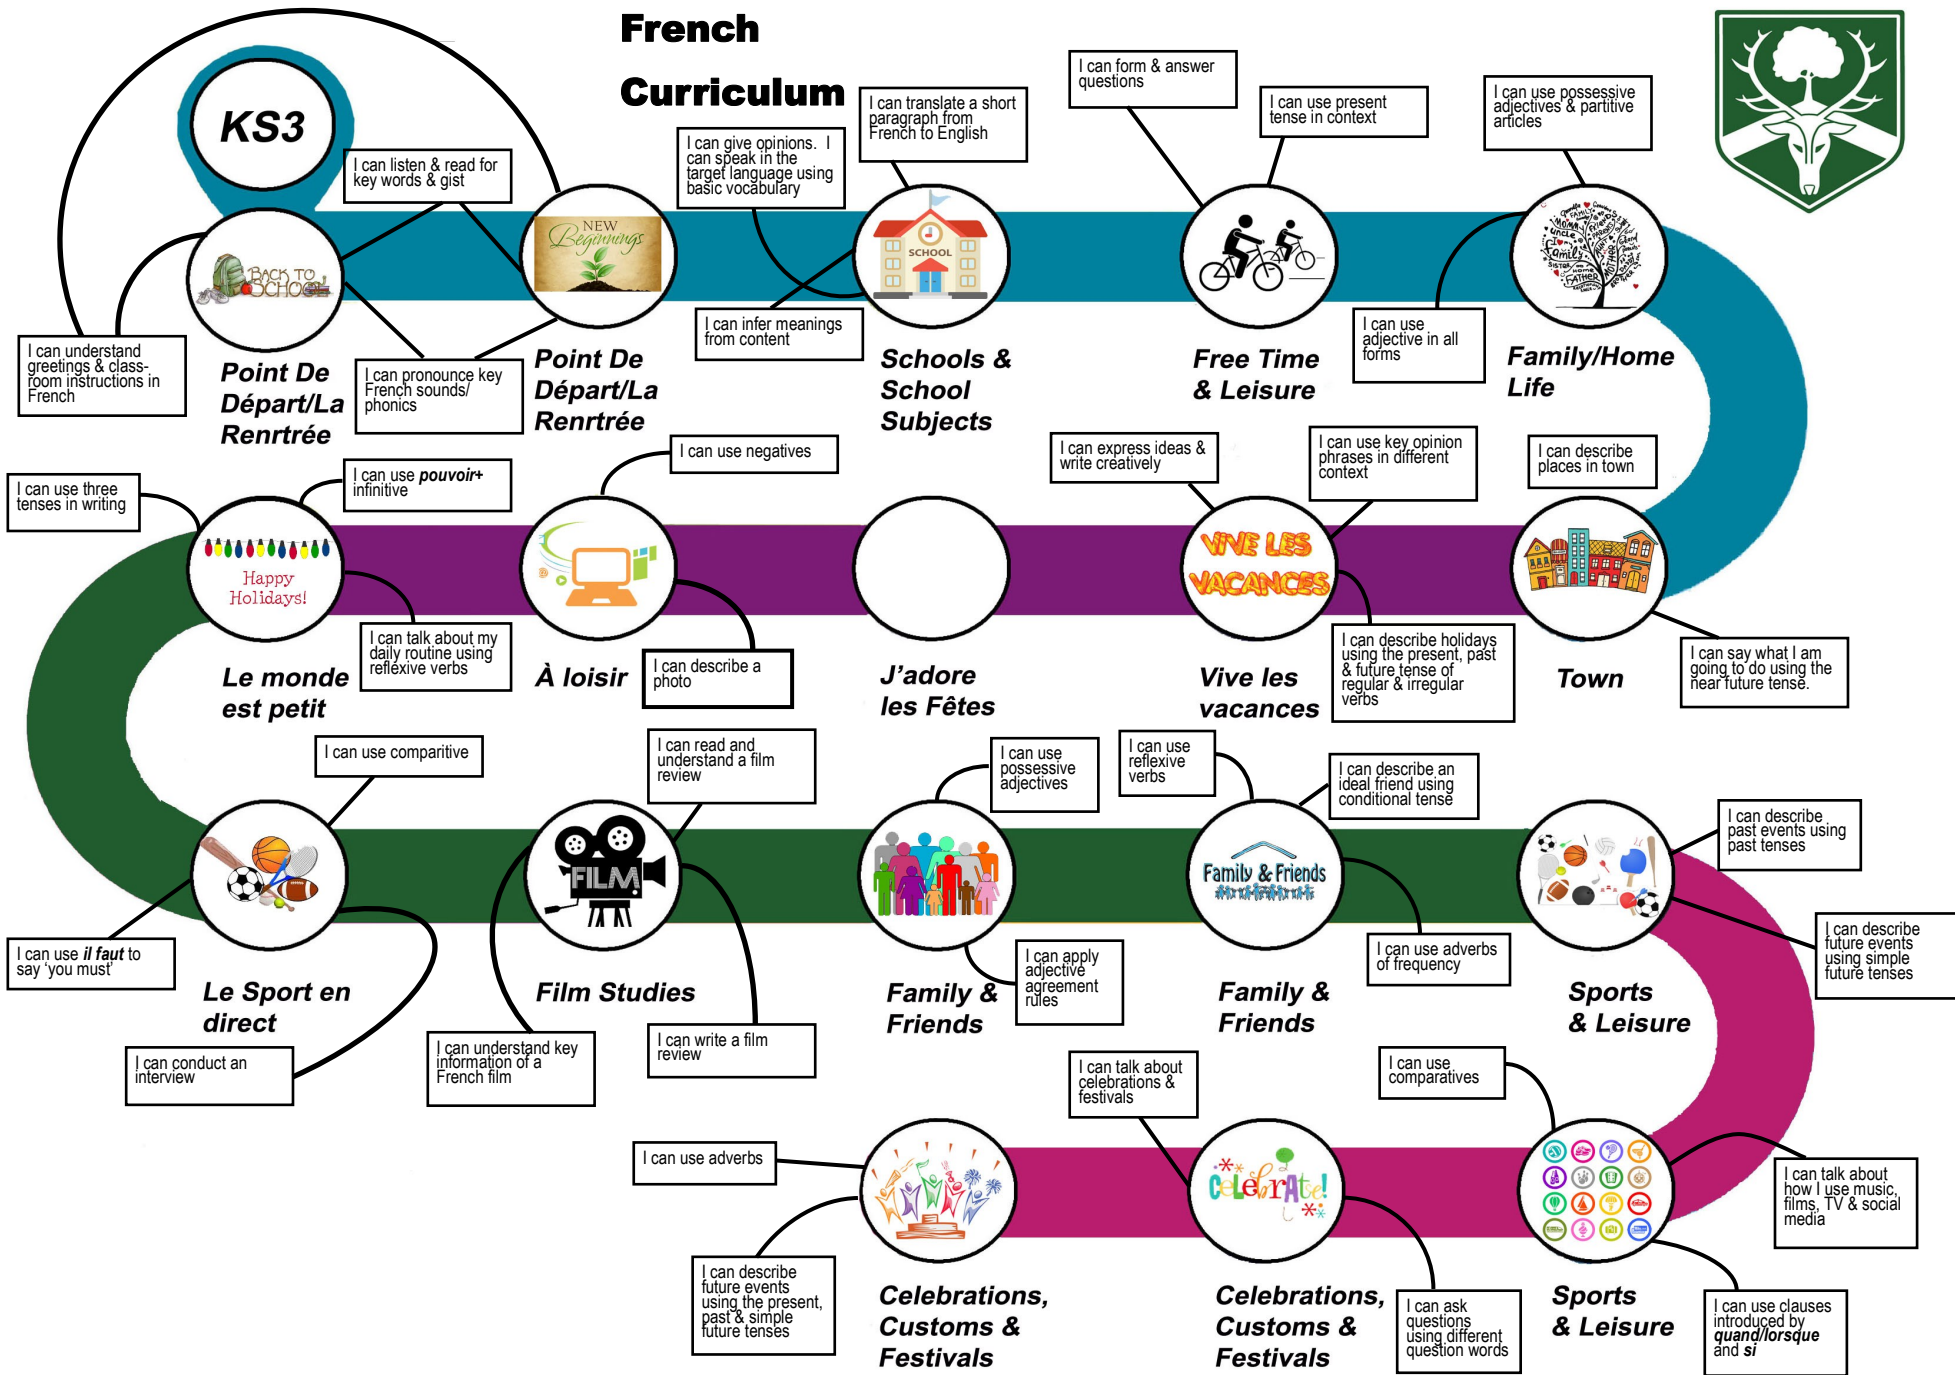 French
Curriculum
KS3
I can listen & read for
key words & gist
I can give opinions.  I
can speak in the
target language using
basic vocabulary
I can translate a short
paragraph from
French to English
I can form & answer
questions
I can use present
tense in context
I can use possessive
adjectives & partitive
articles
BACK TO
SCHOOL
NEW
Beginnings
SCHOOL
I can understand
greetings & class-
room instructions in
French
Point De
Départ/La
Renrtrée
I can pronounce key
French sounds/
phonics
Point De
Départ/La
Renrtrée
I can infer meanings
from content
Schools &
School
Subjects
Free Time
& Leisure
I can use
adjective in all
forms
Family/Home
Life
I can use three
tenses in writing
I can use pouvoir+
infinitive
I can use negatives
I can express ideas &
write creatively
I can use key opinion
phrases in different
context
I can describe
places in town
Happy
Holidays!
VIVE LES
VACANCES
Le monde
est petit
I can talk about my
daily routine using
reflexive verbs
À loisir
I can describe a
photo
J'adore
les Fêtes
Vive les
vacances
I can describe holidays
using the present, past
& future tense of
regular & irregular
verbs
Town
I can say what I am
going to do using the
near future tense.
I can use comparitive
I can read and
understand a film
review
I can use
possessive
adjectives
I can use
reflexive
verbs
I can describe an
ideal friend using
conditional tense
I can describe
past events using
past tenses
FILM
Family & Friends
I can use il faut to
say ‘you must’
Le Sport en
direct
I can conduct an
interview
Film Studies
I can understand key
information of a
French film
I can write a film
review
Family &
Friends
I can apply
adjective
agreement
rules
Family &
Friends
I can use adverbs
of frequency
Sports
& Leisure
I can describe
future events
using simple
future tenses
I can use adverbs
I can talk about
celebrations &
festivals
I can use
comparatives
I can talk about
how I use music,
films, TV & social
media
CeLebrAte!
I can describe
future events
using the present,
past & simple
future tenses
Celebrations,
Customs &
Festivals
Celebrations,
Customs &
Festivals
I can ask
questions
using different
question words
Sports
& Leisure
I can use clauses
introduced by
quand/lorsque
and si